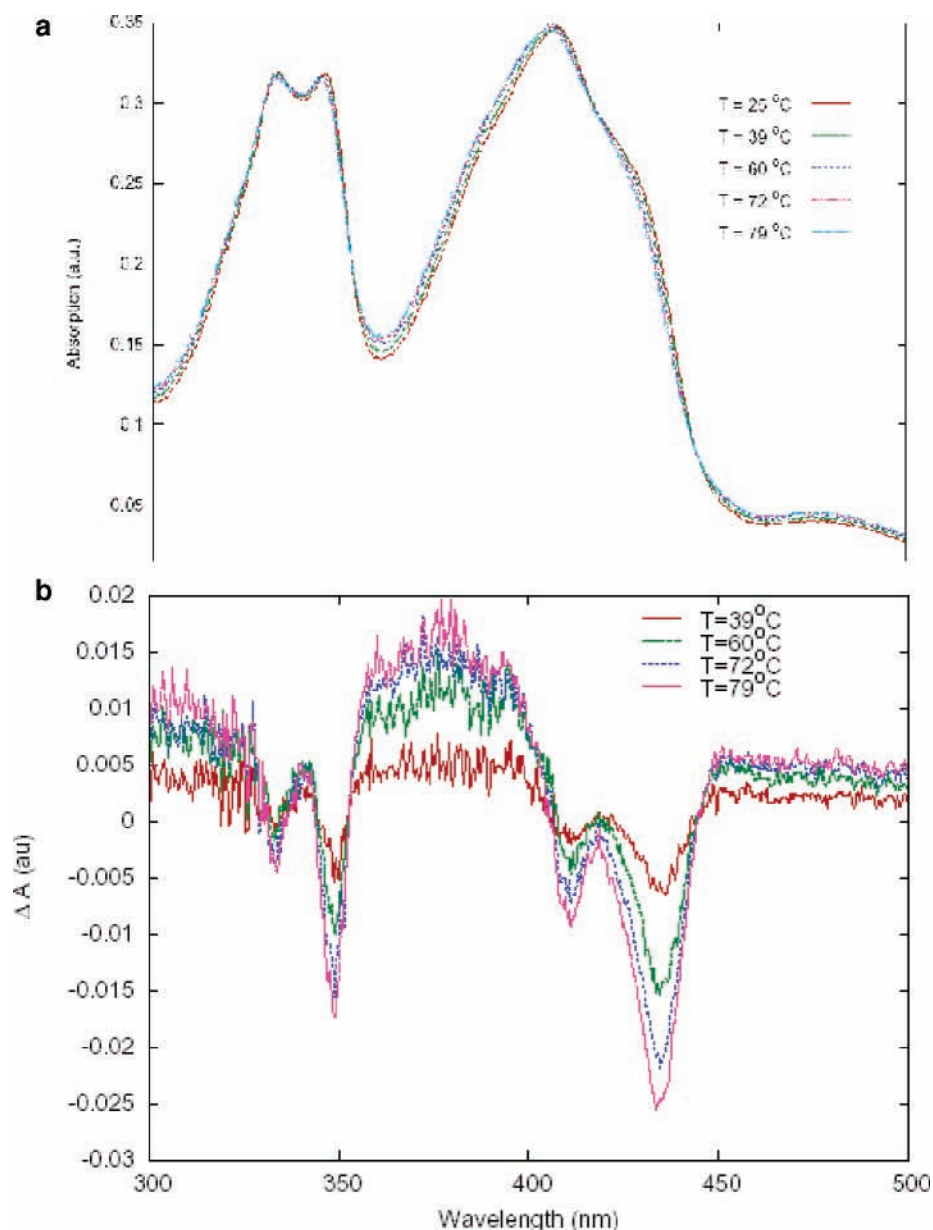 a
0.35
0.3
0.25
0.2
0.15
0.1
0.05
Absorption (a.u.)
T = 25 °C
T = 39 °C
T = 60 °C
T = 72 °C
T = 79 °C
b
0.02
0.015
0.01
0.005
0
-0.005
-0.01
-0.015
-0.02
-0.025
-0.03
Δ A (au)
T=39°C
T=60°C
T=72°C
T=79°C
300 350 400 450 500
Wavelength (nm)